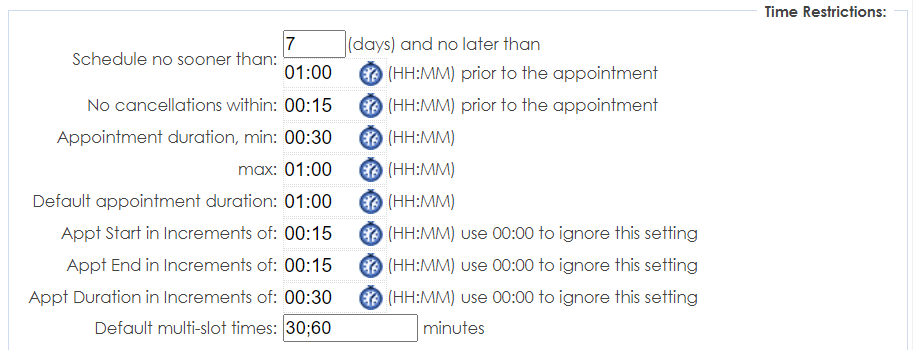 Time Restrictions:
Schedule no sooner than: 7 (days) and no later than
01:00 (HH:MM) prior to the appointment
No cancellations within: 00:15 (HH:MM) prior to the appointment
Appointment duration, min: 00:30 (HH:MM)
max: 01:00 (HH:MM)
Default appointment duration: 01:00 (HH:MM)
Appt Start in Increments of: 00:15 (HH:MM) use 00:00 to ignore this setting
Appt End in Increments of: 00:15 (HH:MM) use 00:00 to ignore this setting
Appt Duration in Increments of: 00:30 (HH:MM) use 00:00 to ignore this setting
Default multi-slot times: 30;60 minutes